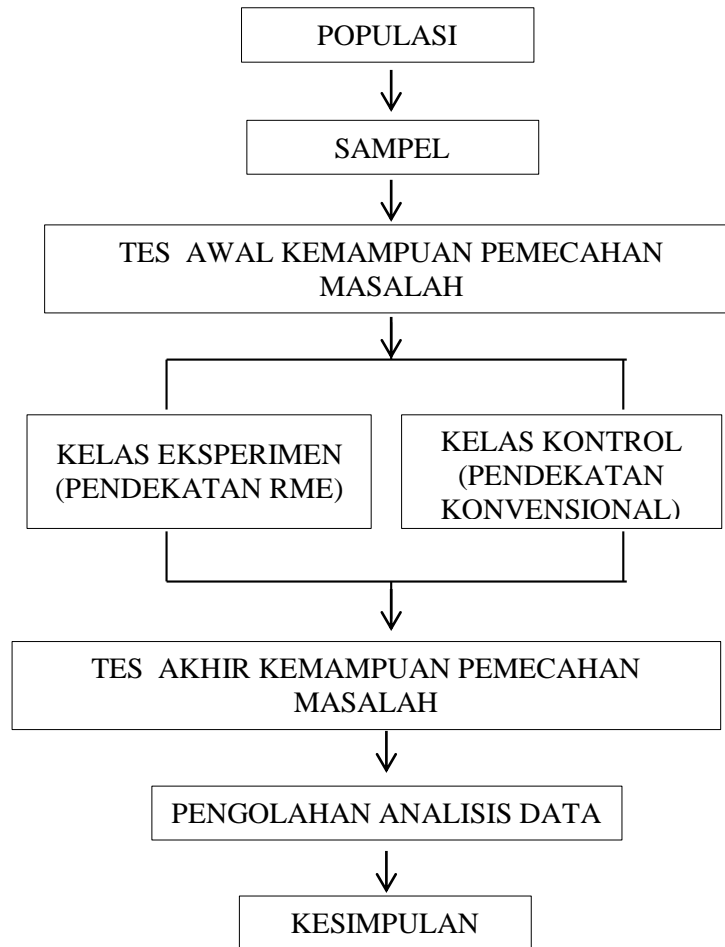 POPULASI
SAMPEL
TES AWAL KEMAMPUAN PEMECAHAN
MASALAH
KELAS EKSPERIMEN
(PENDEKATAN RME)
KELAS KONTROL
(PENDEKATAN
KONVENSIONAL)
TES AKHIR KEMAMPUAN PEMECAHAN
MASALAH
PENGOLAHAN ANALISIS DATA
KESIMPULAN